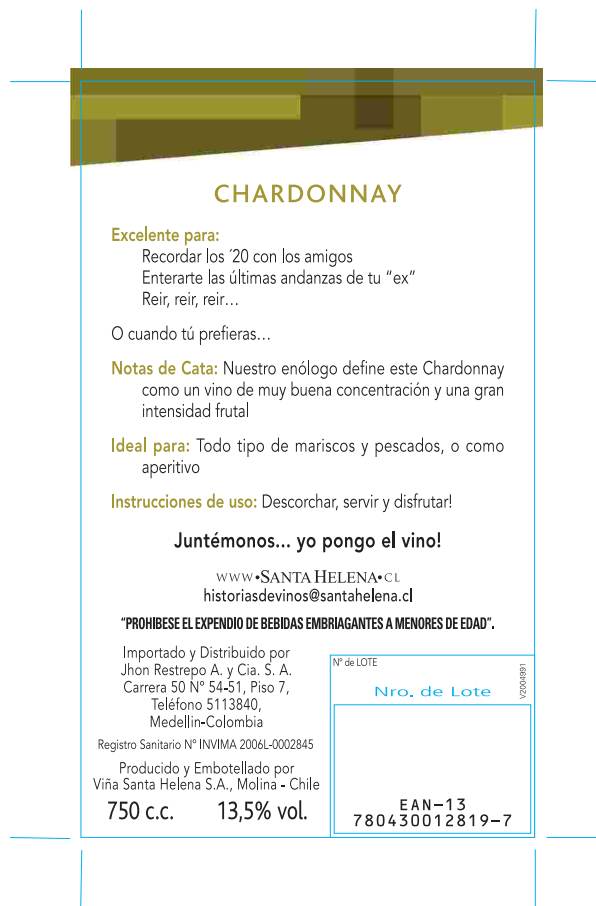 CHARDONNAY
Excelente para:
Recordar los ´20 con los amigos
Enterarte las últimas andanzas de tu “ex”
Reir, reir, reir…
O cuando tú prefieras…
Notas de Cata: Nuestro enólogo define este Chardonnay
como un vino de muy buena concentración y una gran
intensidad frutal
Ideal para: Todo tipo de mariscos y pescados, o como
aperitivo
Instrucciones de uso: Descorchar, servir y disfrutar!
Juntémonos... yo pongo el vino!
WWW•SANTA HELENA•CL
historiasdevinos@santahelena.cl
“PROHIBESE EL EXPENDIO DE BEBIDAS EMBRIAGANTES A MENORES DE EDAD”.
Importado y Distribuido por
Jhon Restrepo A. y Cia. S. A.
Carrera 50 N° 54-51, Piso 7,
Teléfono 5113840,
Medellin-Colombia
Registro Sanitario N° INVIMA 2006L-0002845
Producido y Embotellado por
Viña Santa Helena S.A., Molina - Chile
750 c.c. 13,5% vol.
N° de LOTE
Nro. de Lote
V2004991
EAN-13
780430012819-7